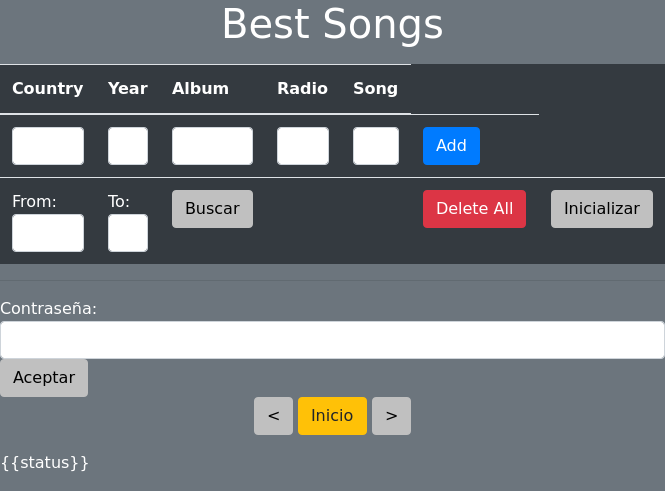 Best Songs
Country Year Album Radio Song
Add
From: To: Buscar Delete All Inicializar
Contraseña:
Aceptar
< Inicio >
{{status}}